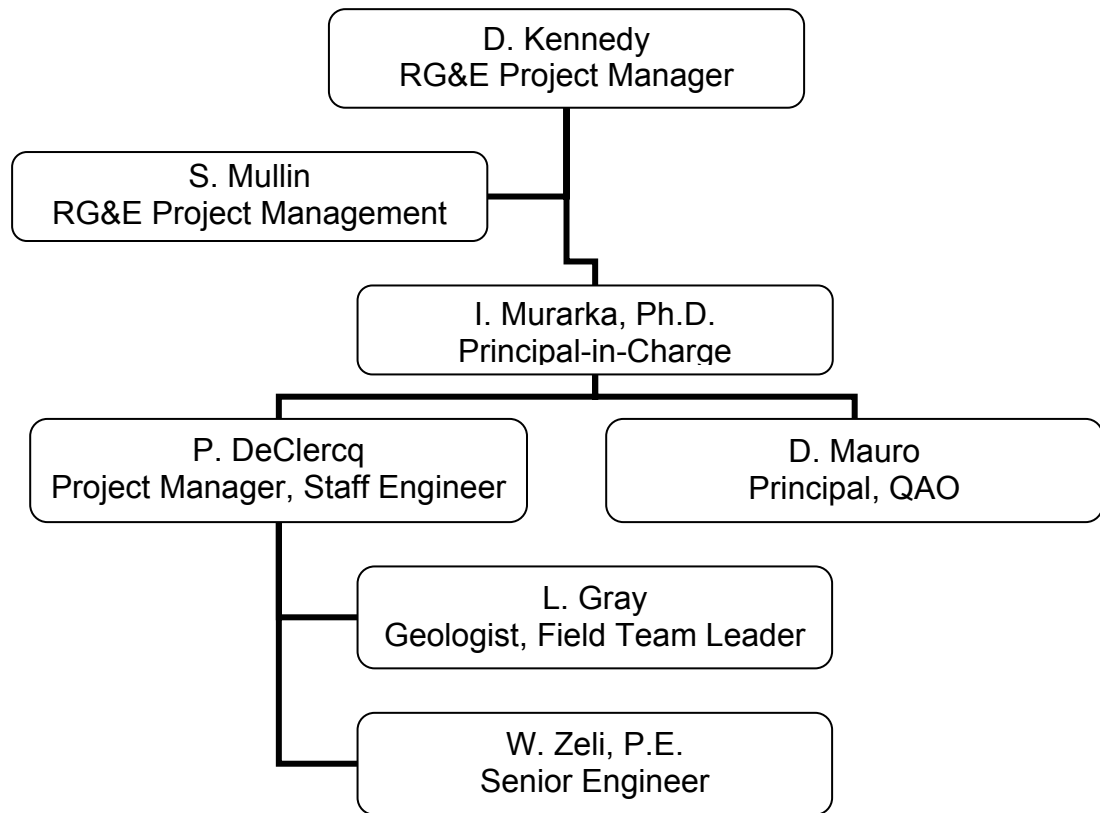 D. Kennedy
RG&E Project Manager
S. Mullin
RG&E Project Management
I. Murarka, Ph.D.
Principal-in-Charge
P. DeClercq
Project Manager, Staff Engineer
D. Mauro
Principal, QAO
L. Gray
Geologist, Field Team Leader
W. Zeli, P.E.
Senior Engineer